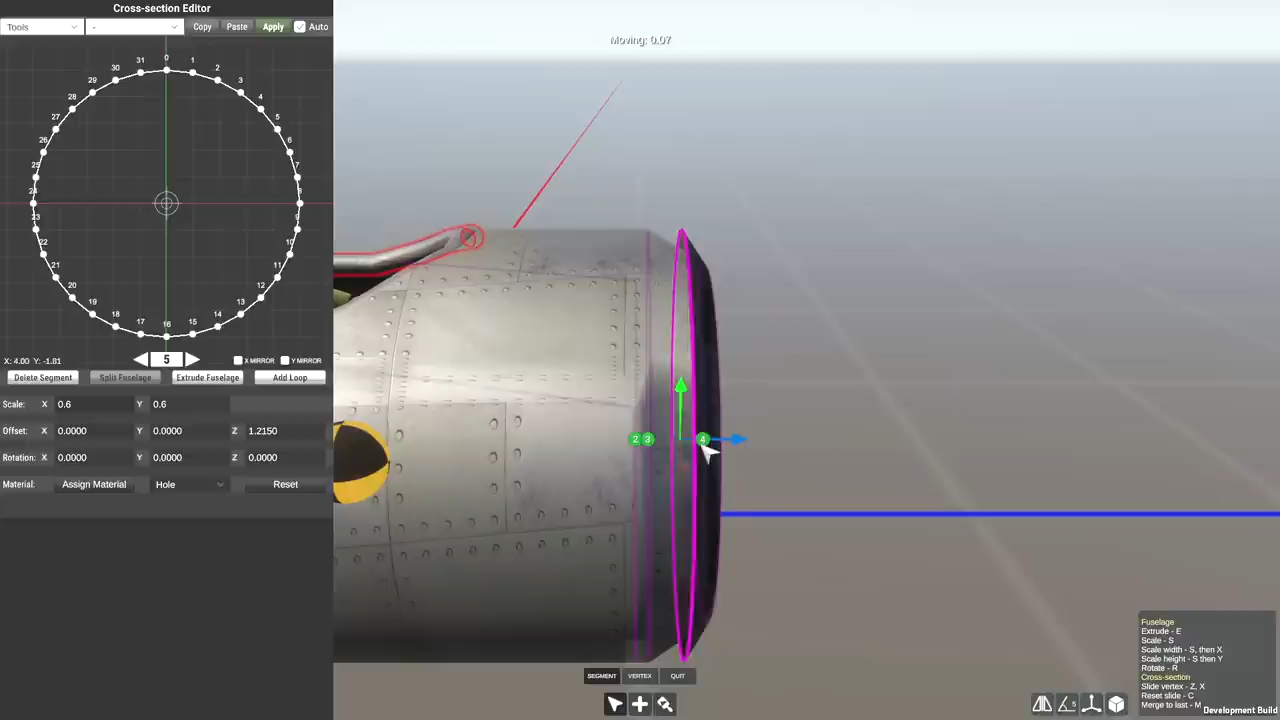 Cross-section Editor
Tools - Copy Paste Apply Auto
Moving: 0.07
0
31 1
30 2
29 3
28 4
27 5
26 6
25 7
24 8
23 9
22 10
21 11
20 12
19 13
18 14
17 15
16
X: 4.00 Y: -1.81 5 X MIRROR Y MIRROR
Delete Segment Split Fuselage Extrude Fuselage Add Loop
Scale: X 0.6 Y 0.6
Offset: X 0.0000 Y 0.0000 Z 1.2150
Rotation: X 0.0000 Y 0.0000 Z 0.0000
Material: Assign Material Hole Reset
2 3 4
Fuselage
Extrude - E
Scale - S
Scale width - S, then X
Scale height - S then Y
Rotate - R
Cross-section
Slide vertex - Z, X
Reset slide - C
Merge to last - M
SEGMENT VERTEX QUIT
Development Build